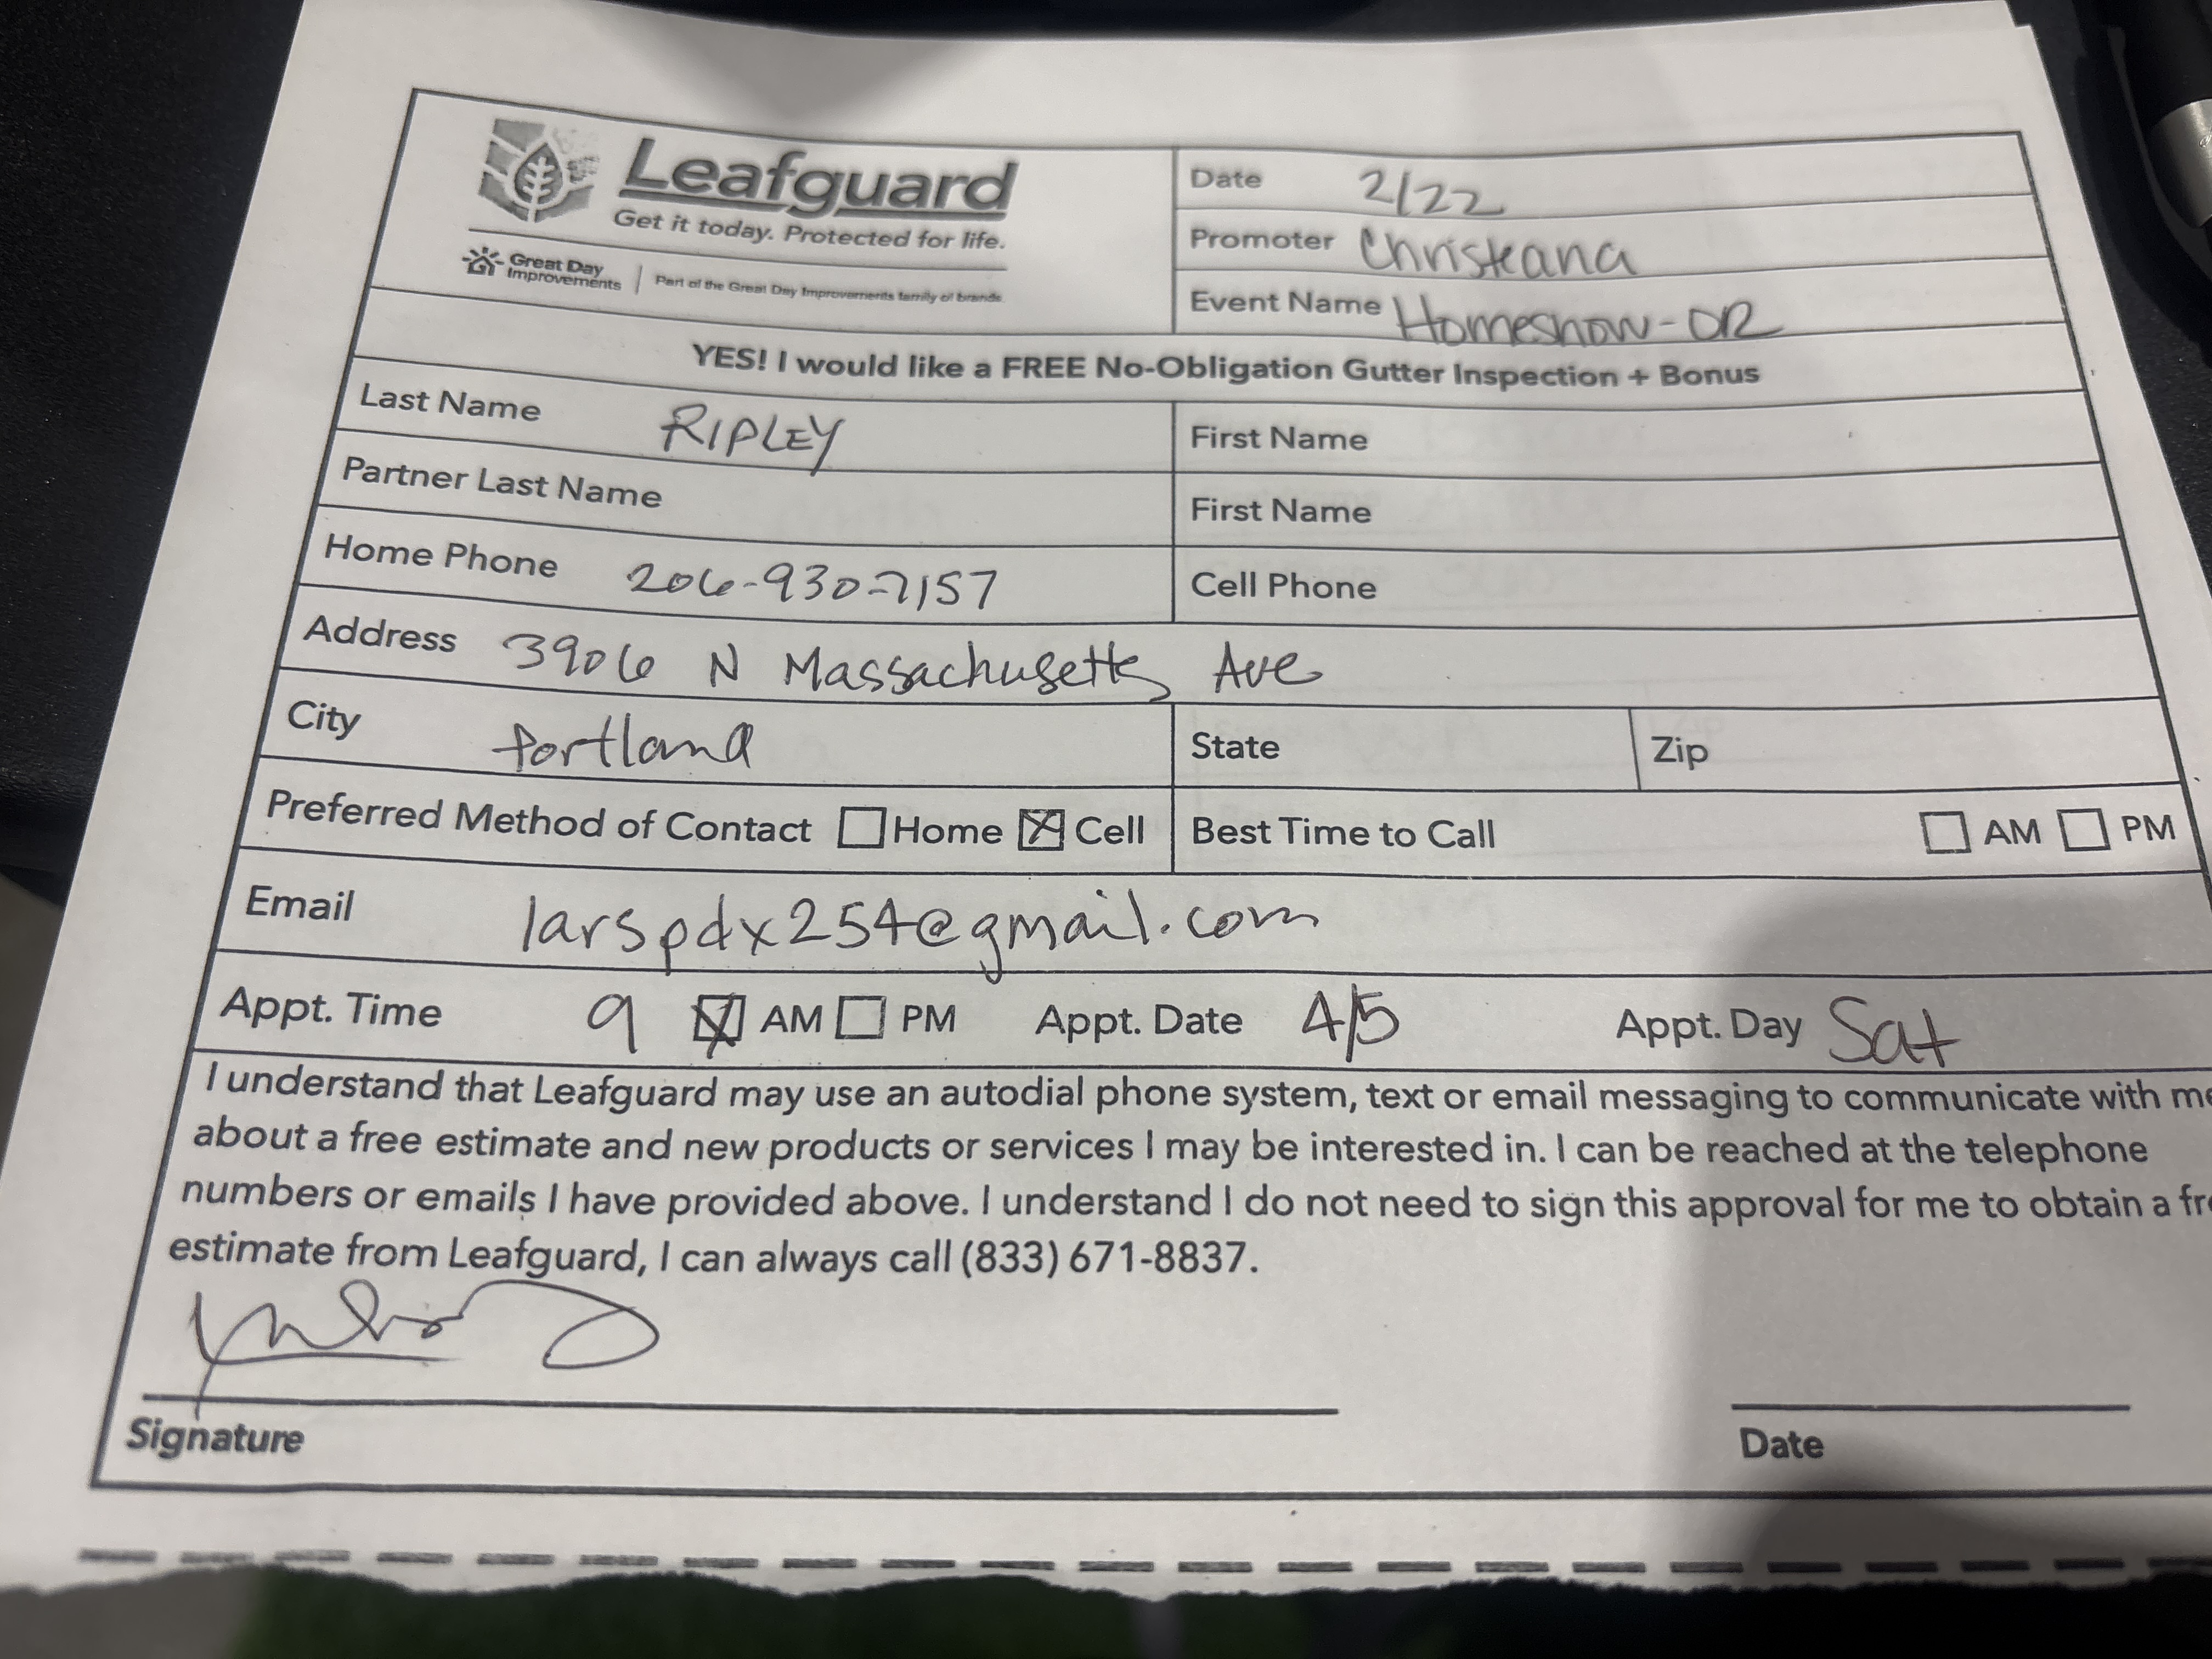 Leafguard
Get it today. Protected for life.
Great Day Improvements | Part of the Great Day Improvements family of brands
Date 2/22
Promoter Christeana
Event Name Homeshow-OR
YES! I would like a FREE No-Obligation Gutter Inspection + Bonus
Last Name RIPLEY First Name
Partner Last Name First Name
Home Phone 206-930-7157 Cell Phone
Address 3906 N Massachusetts Ave
City Portland State Zip
Preferred Method of Contact Home Cell Best Time to Call AM PM
Email larspdx254@gmail.com
Appt. Time 9 AM PM Appt. Date 4/5 Appt. Day Sat
I understand that Leafguard may use an autodial phone system, text or email messaging to communicate with me
about a free estimate and new products or services I may be interested in. I can be reached at the telephone
numbers or emails I have provided above. I understand I do not need to sign this approval for me to obtain a fr
estimate from Leafguard, I can always call (833) 671-8837.
Signature Date